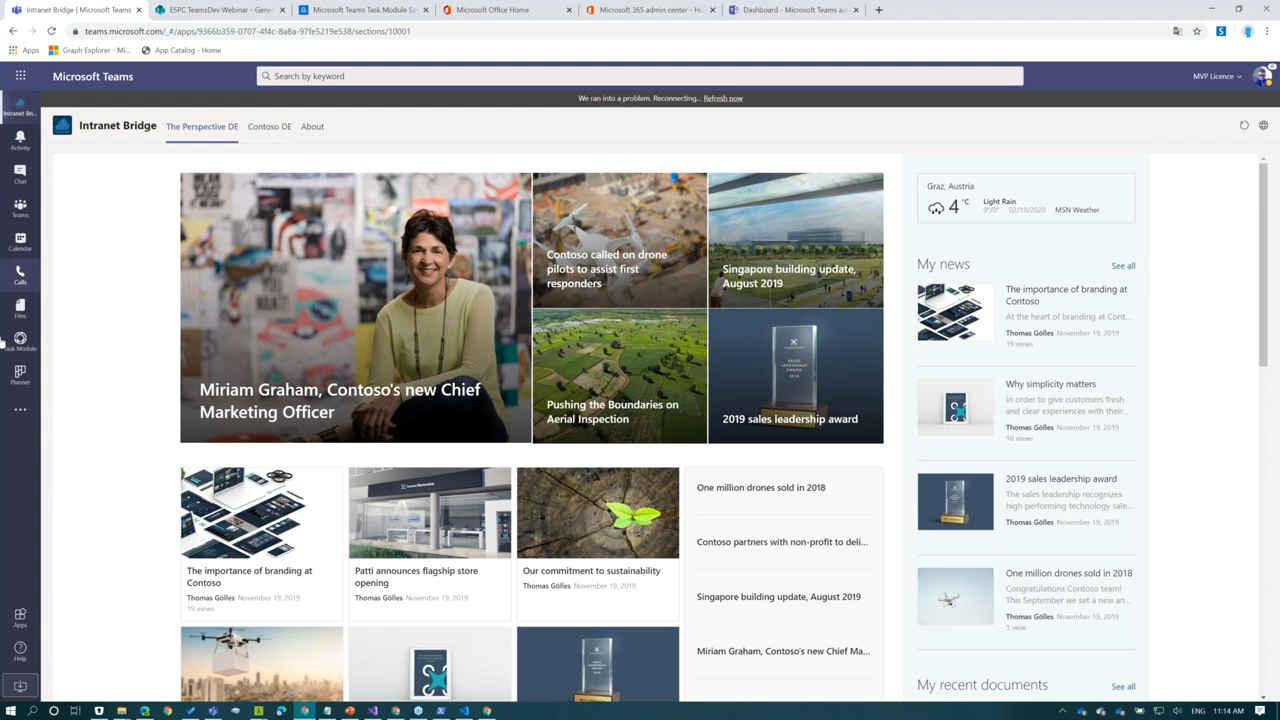 Intranet Bridge | Microsoft Teams
ESPC TeamsDev Webinar - Gene
Microsoft Teams Task Module Sa
Microsoft Office Home
Microsoft 365 admin center - H
Dashboard - Microsoft Teams a
teams.microsoft.com/_#/apps/9366b359-0707-4f4c-8a8a-97fe5219e538/sections/10001
Apps
Graph Explorer - Mi...
App Catalog - Home
Microsoft Teams
Search by keyword
MVP Licence
We ran into a problem. Reconnecting... Refresh now
Intranet Bri...
Activity
Chat
Teams
Calendar
Calls
Files
Task Module
Planner
Apps
Help
Intranet Bridge
The Perspective DE
Contoso DE
About
Miriam Graham, Contoso's new Chief
Marketing Officer
Contoso called on drone
pilots to assist first
responders
Singapore building update,
August 2019
Pushing the Boundaries on
Aerial Inspection
SALES
LEADERSHIP
AWARD
2019 sales leadership award
The importance of branding at
Contoso
Thomas Gölles November 19, 2019
19 views
Patti announces flagship store
opening
Thomas Gölles November 19, 2019
Our commitment to sustainability
Thomas Gölles November 19, 2019
One million drones sold in 2018
Contoso partners with non-profit to deli...
Singapore building update, August 2019
Miriam Graham, Contoso's new Chief Ma...
Graz, Austria
4 °C
Light Rain
9°/0° 02/19/2020
MSN Weather
My news
See all
The importance of branding at
Contoso
At the heart of branding at Cont...
Thomas Gölles November 19, 2019
19 views
Why simplicity matters
In order to give customers fresh
and clear experiences with their...
Thomas Gölles November 19, 2019
16 views
2019 sales leadership award
The sales leadership recognizes
high performing technology sale...
Thomas Gölles November 19, 2019
One million drones sold in 2018
Congratulations Contoso team!
This September we set a new an...
Thomas Gölles November 19, 2019
1 view
My recent documents
See all
ENG
11:14 AM